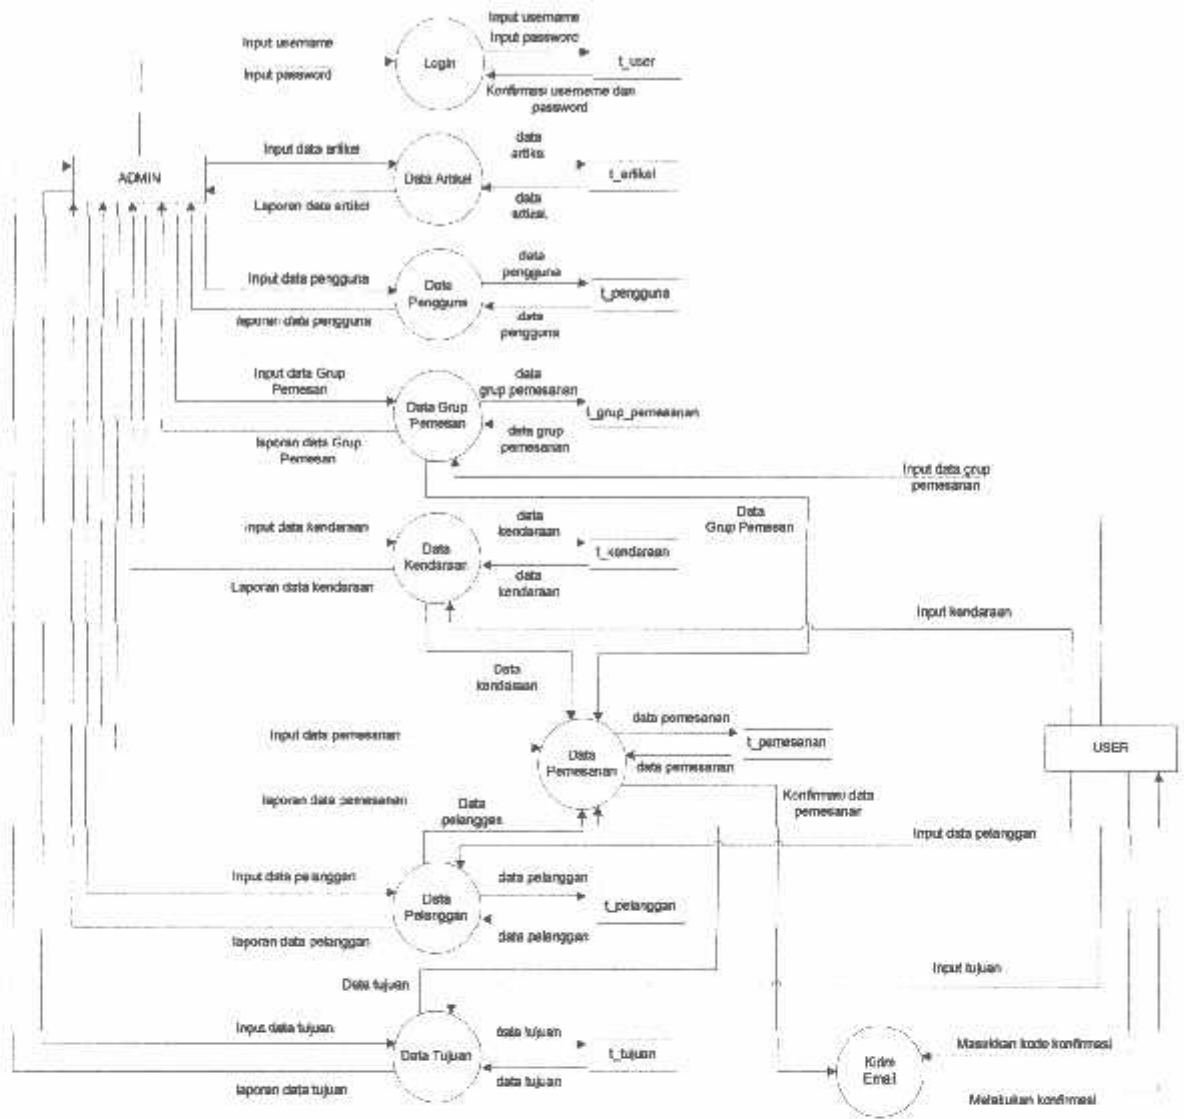 Input username
Input password
Login
Input username
Input password
t_user
Konfirmasi username dan
password
ADMIN
Input data artikel
Laporan data artikel
Data Artikel
data
artikel
t_artikel
data
artikel
Input data pengguna
laporan data pengguna
Data
Pengguna
data
pengguna
t_pengguna
data
pengguna
Input data Grup
Pemesan
laporan data Grup
Pemesan
Data Grup
Pemesan
data
grup pemesanan
t_grup_pemesanan
data grup
pemesanan
Input data grup
pemesanan
Data
Grup Pemesan
Input data kendaraan
Laporan data kendaraan
Data
Kendaraan
data
kendaraan
t_kendaraan
data
kendaraan
Input kendaraan
Data
kendaraan
Input data pemesanan
laporan data pemesanan
Data
Pemesanan
data pemesanan
t_pemesanan
data pemesanan
USER
Konfirmasi data
pemesanan
Data
pelanggan
Input data pelanggan
Input data pelanggan
laporan data pelanggan
Data
Pelanggan
data pelanggan
t_pelanggan
data pelanggan
Input tujuan
Data tujuan
Input data tujuan
laporan data tujuan
Data Tujuan
data tujuan
t_tujuan
data tujuan
Kirim
Email
Masukkan kode konfirmasi
Melakukan konfirmasi